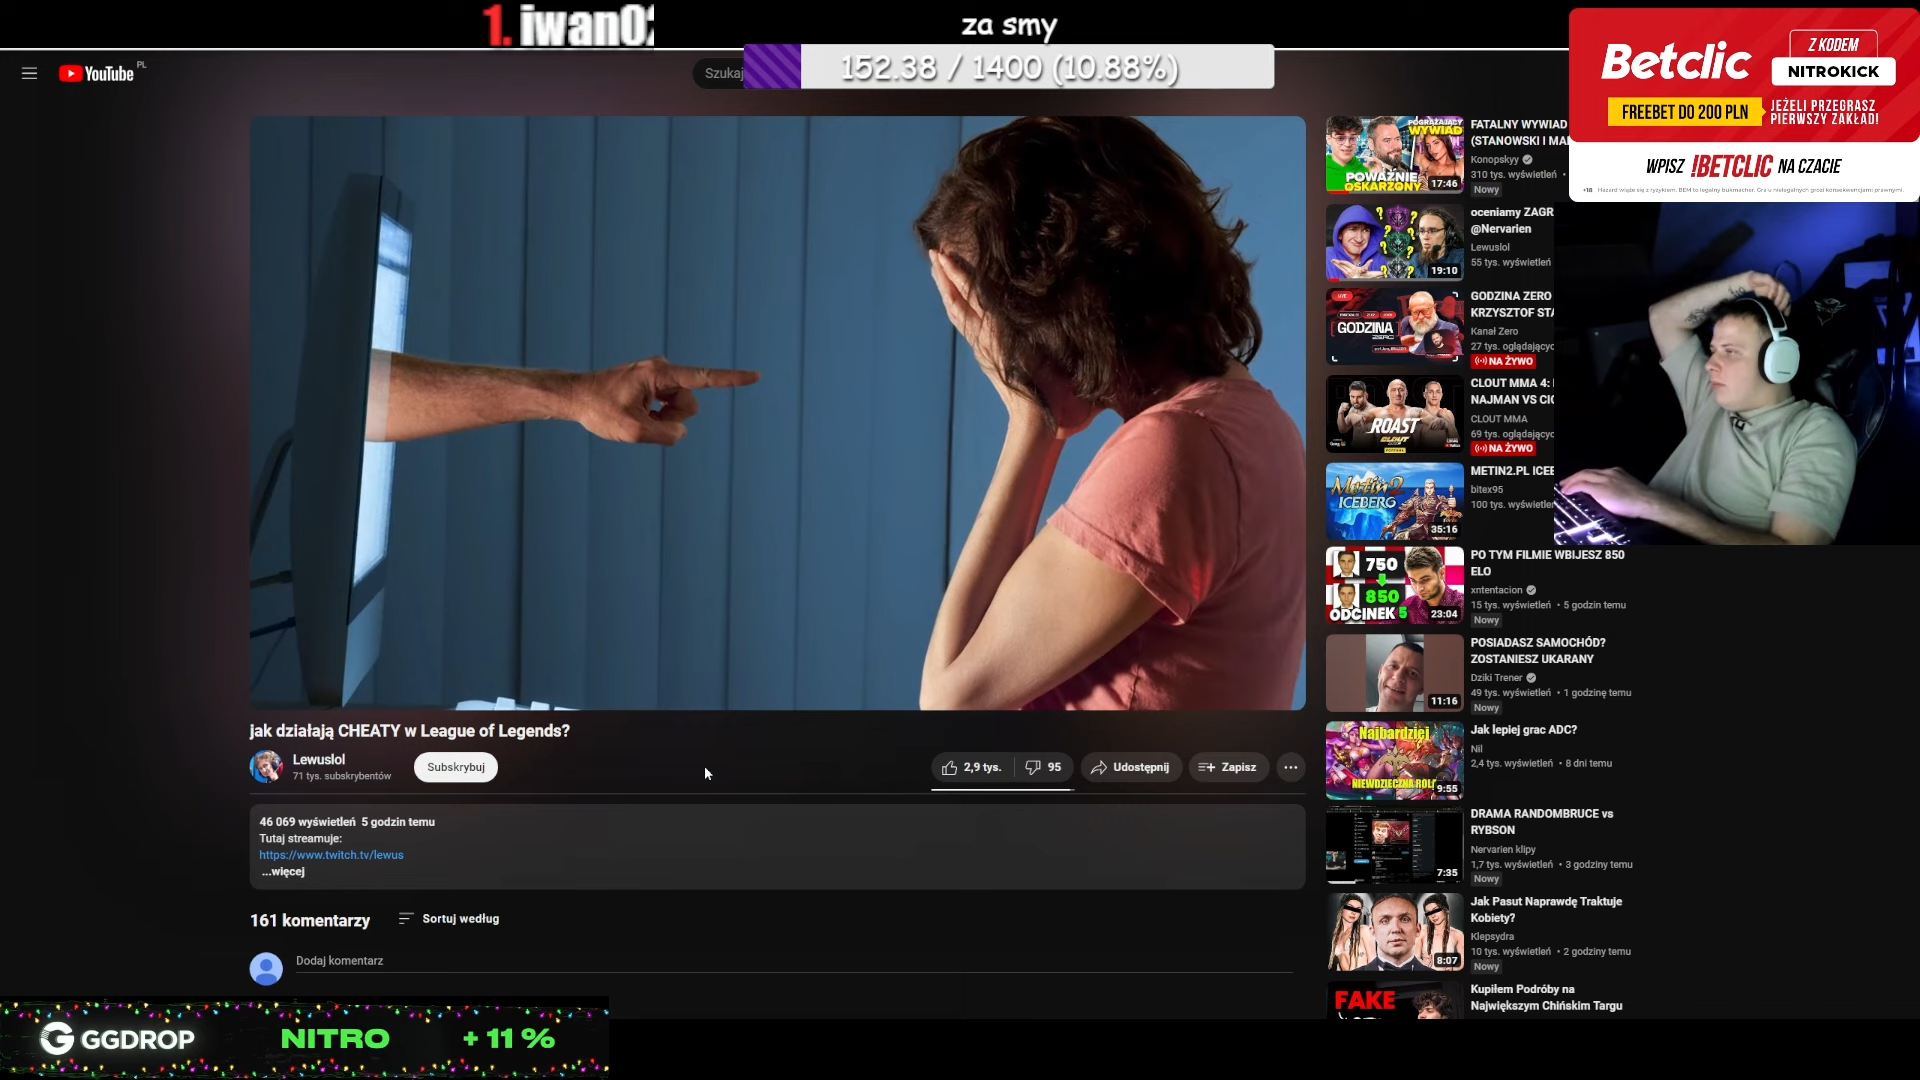 1. iwan0
za smy
152.38 / 1400 (10.88%)
YouTube PL
Szukaj
Betclic
Z KODEM
NITROKICK
FREEBET DO 200 PLN
JEŻELI PRZEGRASZ
PIERWSZY ZAKŁAD!
WPISZ !BETCLIC NA CZACIE
jak działają CHEATY w League of Legends?
Lewuslol
71 tys. subskrybentów
Subskrybuj
2,9 tys.
95
Udostępnij
Zapisz
46 069 wyświetleń 5 godzin temu
Tutaj streamuje:
https://www.twitch.tv/lewus
...więcej
161 komentarzy
Sortuj według
Dodaj komentarz
POGRĄŻAJĄCY
WYWIAD
POWAŻNIE
OSKARŻONY
17:46
FATALNY WYWIAD
(STANOWSKI I
Konopskyy
310 tys. wyświetleń •
Nowy
19:10
oceniamy ZAGR
@Nervarien
Lewuslol
55 tys. wyświetleń
LIVE
GODZINA
ZERO
GODZINA ZERO
KRZYSZTOF
Kanał Zero
27 tys. oglądających
NA ŻYWO
ROAST
CLOUT
CLOUT MMA 4:
NAJMAN VS
CLOUT MMA
69 tys. oglądających
NA ŻYWO
Metin2
ICEBERG
35:16
METIN2.PL ICEB
bitex95
100 tys. wyświetleń
750
850
ODCINEK 5
23:04
PO TYM FILMIE WBIJESZ 850
ELO
xntentacion
15 tys. wyświetleń • 5 godzin temu
Nowy
11:16
POSIADASZ SAMOCHÓD?
ZOSTANIESZ UKARANY
Dziki Trener
49 tys. wyświetleń • 1 godzinę temu
Nowy
Najbardziej
NIEWDZIĘCZNA ROLA
9:55
Jak lepiej grac ADC?
Nil
2,4 tys. wyświetleń • 8 dni temu
7:35
DRAMA RANDOMBRUCE vs
RYBSON
Nervarien klipy
1,7 tys. wyświetleń • 3 godziny temu
Nowy
8:07
Jak Pasut Naprawdę Traktuje
Kobiety?
Klepsydra
10 tys. wyświetleń • 2 godziny temu
Nowy
FAKE
Kupiłem Podróby na
Największym Chińskim Targu
GGDROP
NITRO
+ 11 %